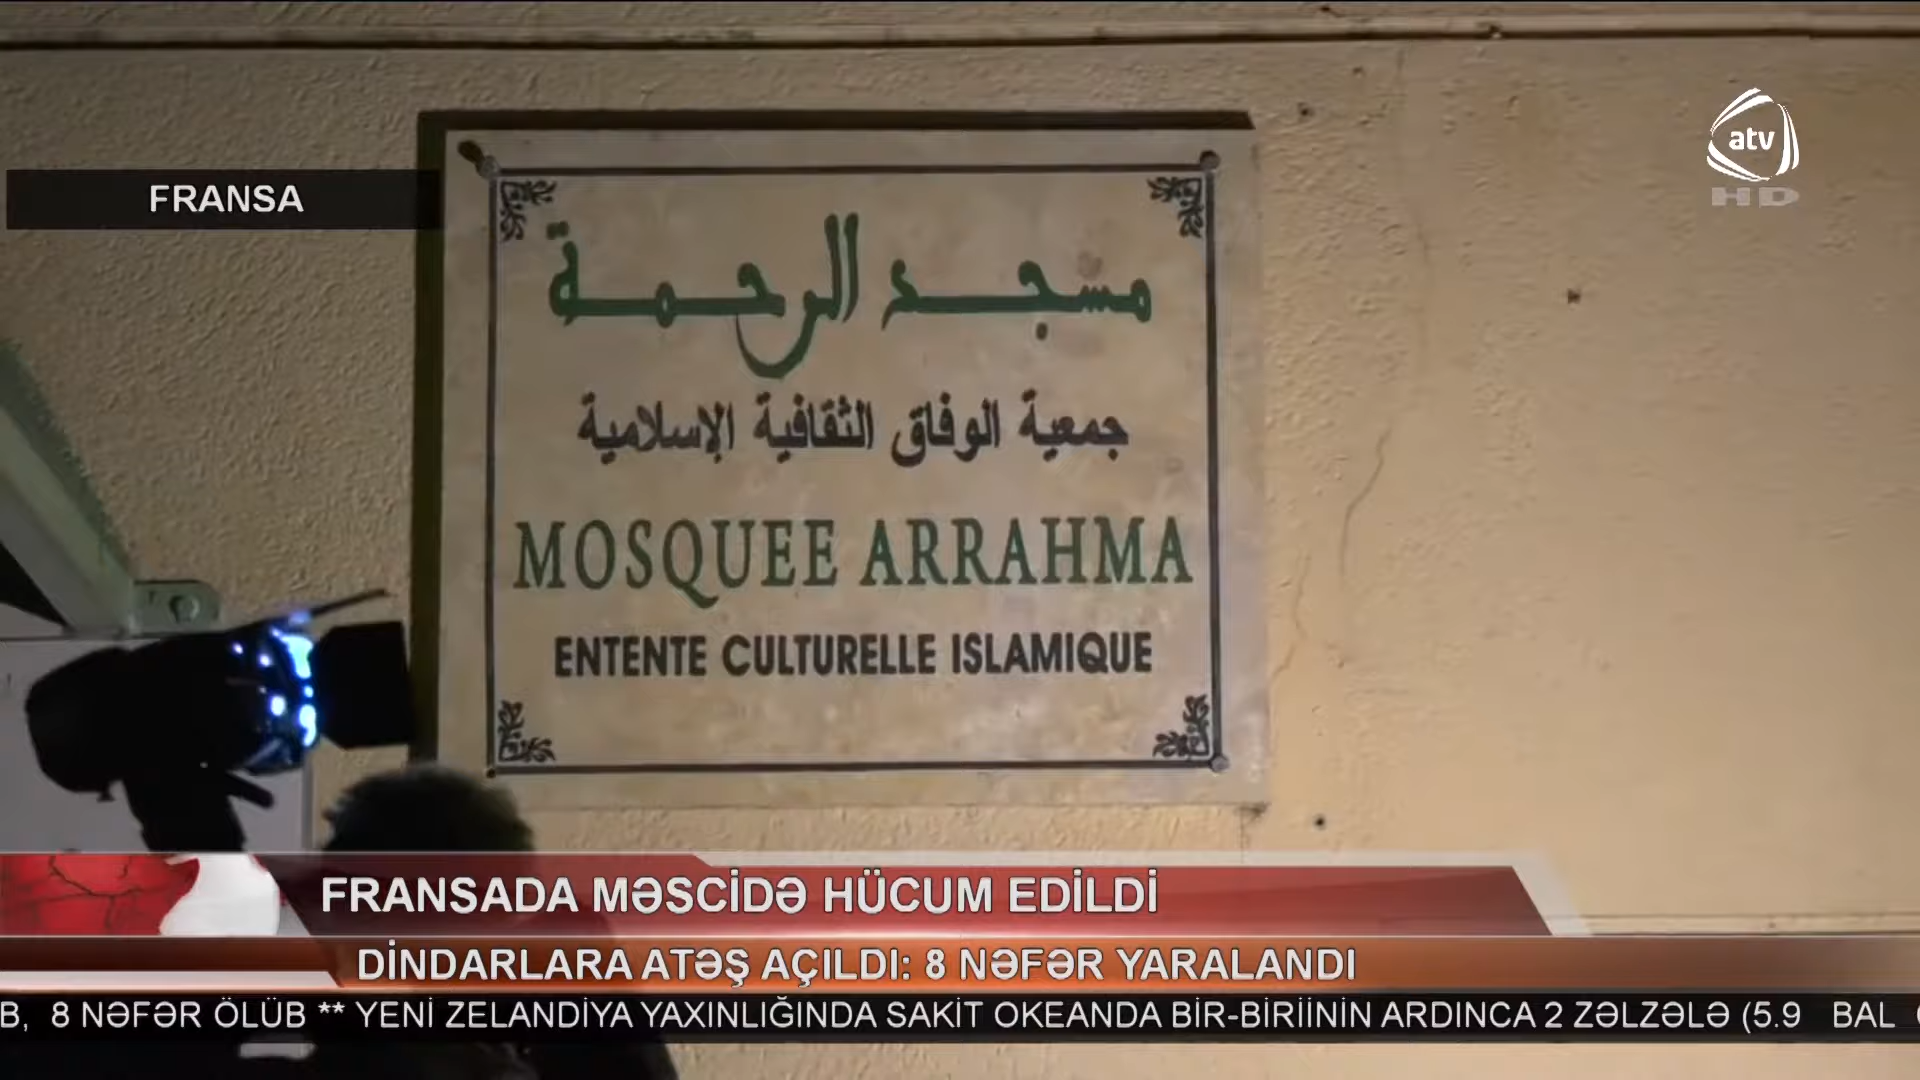 atv
HD
FRANSA
مسجد الرحمة
جمعية الوفاق الثقافية الإسلامية
MOSQUEE ARRAHMA
ENTENTE CULTURELLE ISLAMIQUE
FRANSADA MƏSCİDƏ HÜCUM EDİLDİ
DİNDARLARA ATƏŞ AÇILDI: 8 NƏFƏR YARALANDI
8 NƏFƏR ÖLÜB ** YENİ ZELANDİYA YAXINLIĞINDA SAKİT OKEANDA BİR-BİRİİNİN ARDINCA 2 ZƏLZƏLƏ (5.9 BAL